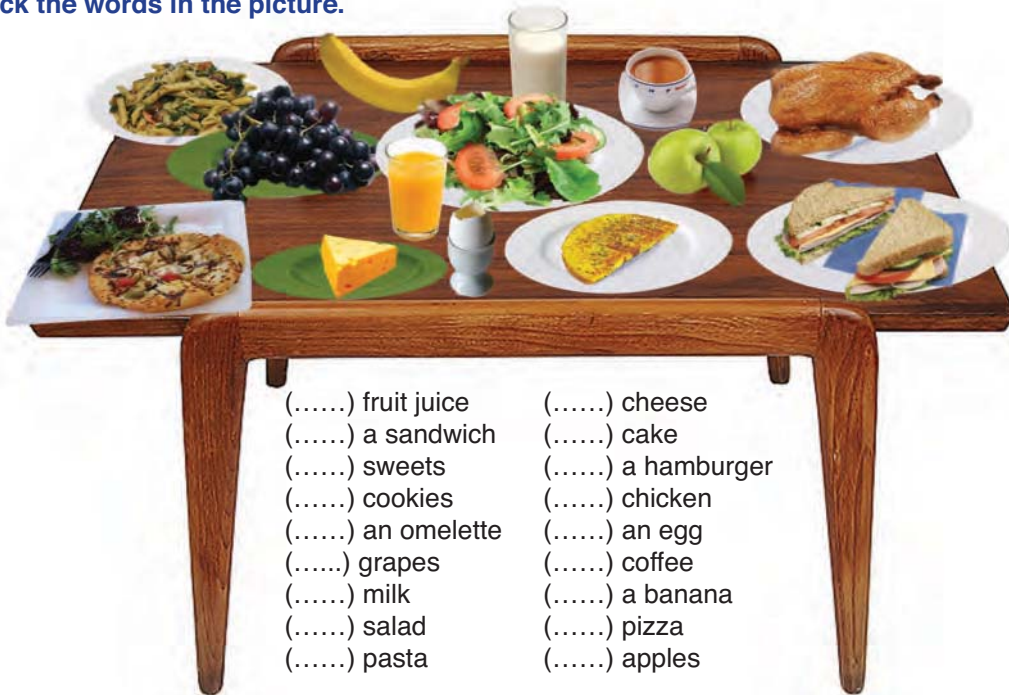 ck the words in the picture.
(……) fruit juice
(……) a sandwich
(……) sweets
(……) cookies
(……) an omelette
(…...) grapes
(……) milk
(……) salad
(……) pasta
(……) cheese
(……) cake
(……) a hamburger
(……) chicken
(……) an egg
(……) coffee
(……) a banana
(……) pizza
(……) apples